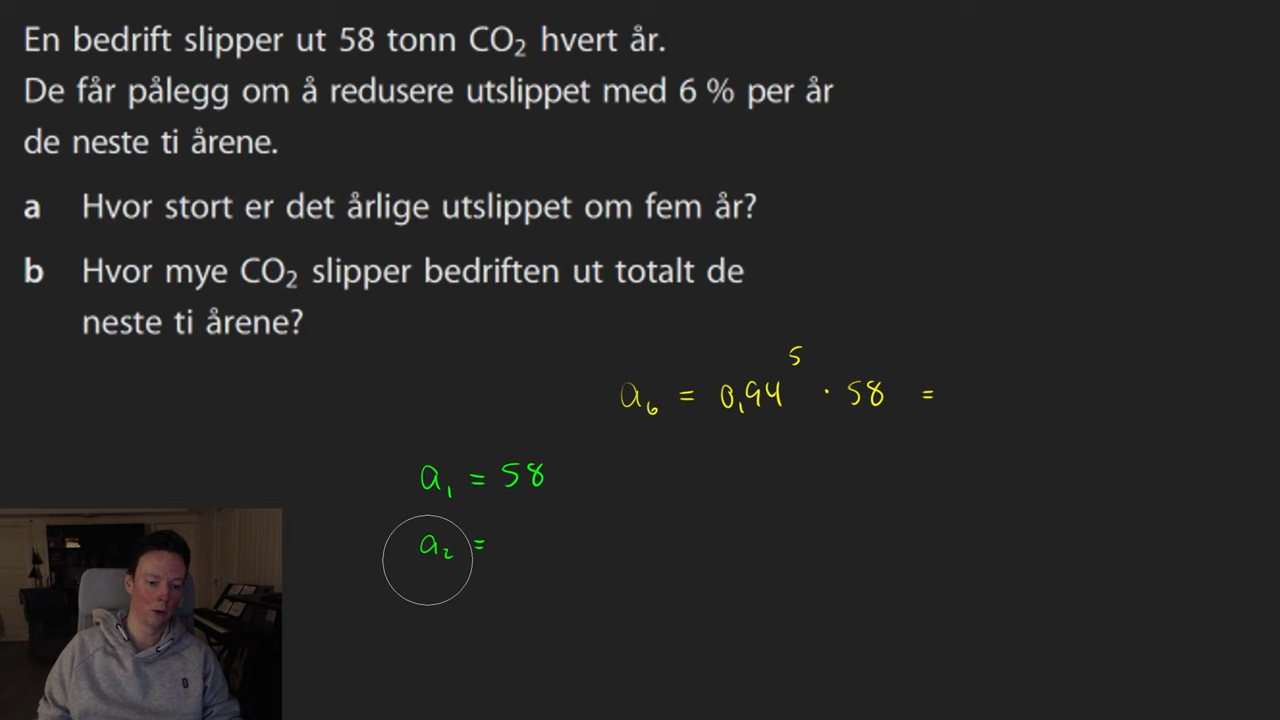 En bedrift slipper ut 58 tonn CO₂ hvert år.
De får pålegg om å redusere utslippet med 6 % per år
de neste ti årene.
a Hvor stort er det årlige utslippet om fem år?
b Hvor mye CO₂ slipper bedriften ut totalt de
neste ti årene?
a₆ = 0,94⁵ · 58 =
a₁ = 58
a₂ =